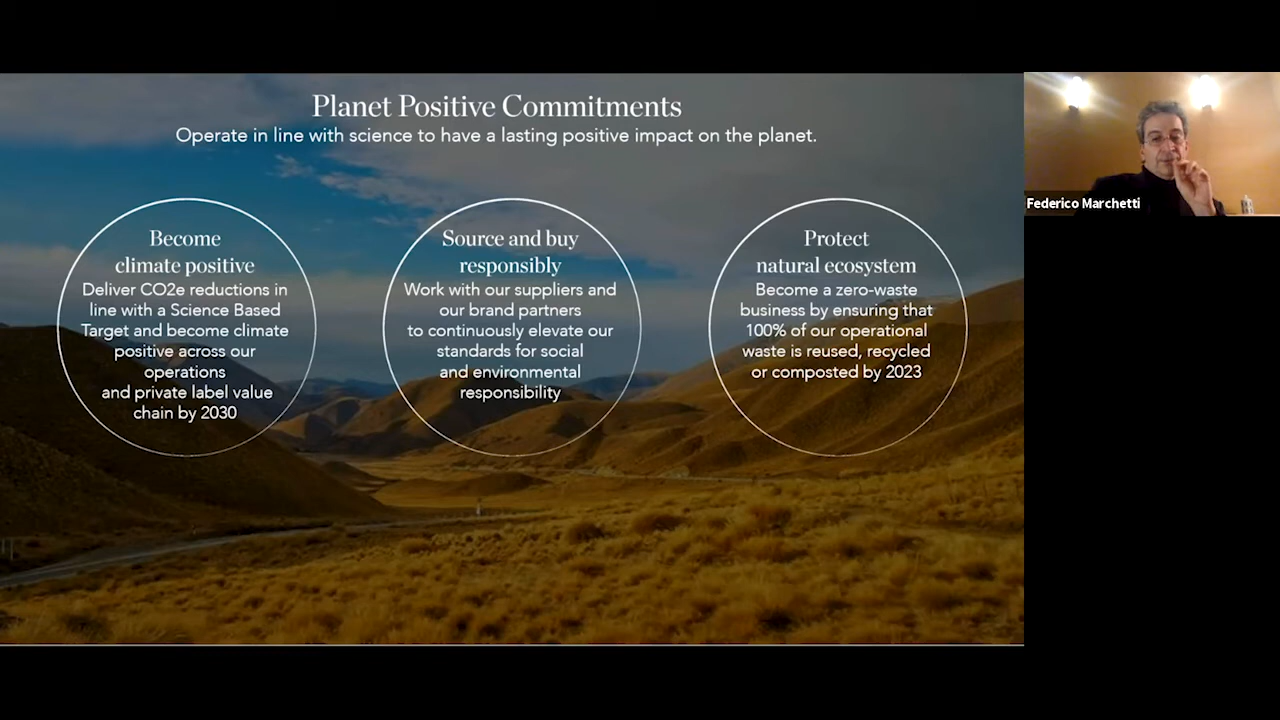 Planet Positive Commitments
Operate in line with science to have a lasting positive impact on the planet.
Become
climate positive
Deliver CO2e reductions in
line with a Science Based
Target and become climate
positive across our
operations
and private label value
chain by 2030
Source and buy
responsibly
Work with our suppliers and
our brand partners
to continuously elevate our
standards for social
and environmental
responsibility
Protect
natural ecosystem
Become a zero-waste
business by ensuring that
100% of our operational
waste is reused, recycled
or composted by 2023
Federico Marchetti